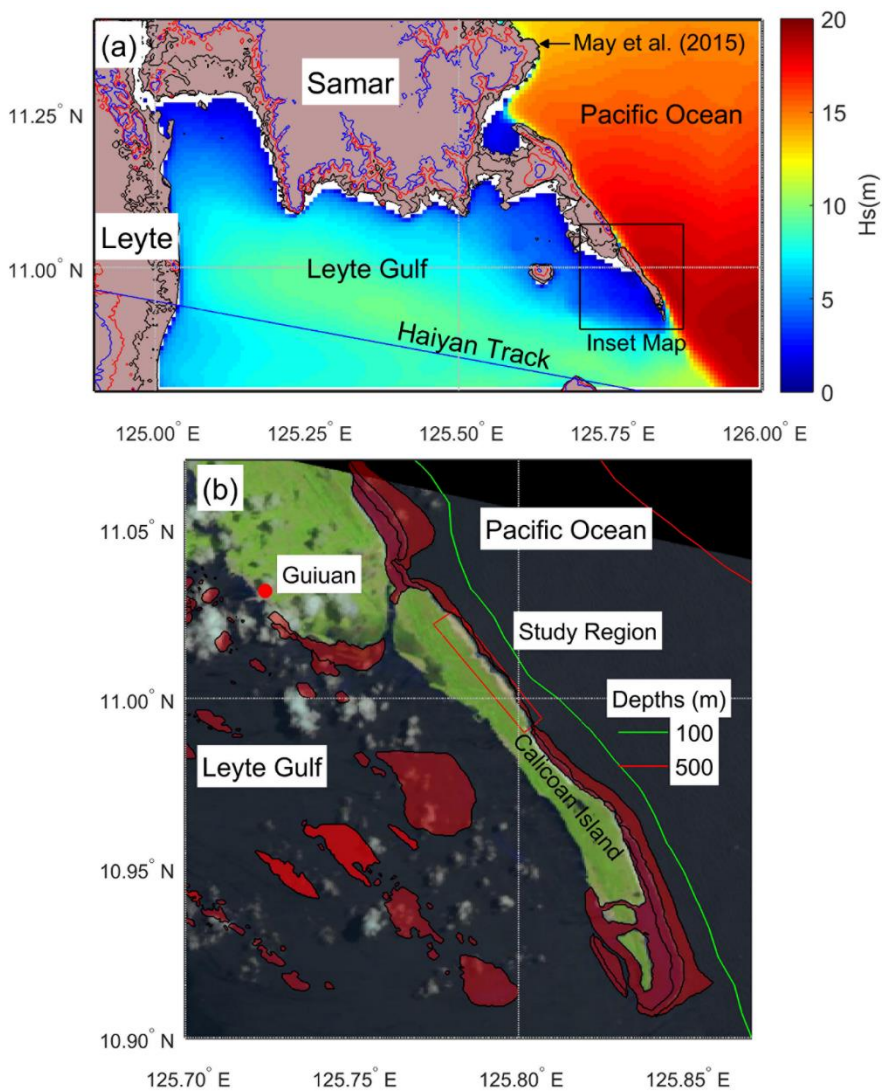 (a)
May et al. (2015)
Samar
Pacific Ocean
Leyte
Leyte Gulf
Haiyan Track
Inset Map
11.25° N
11.00° N
125.00° E
125.25° E
125.50° E
125.75° E
126.00° E
20
15
10
5
0
Hs(m)
(b)
Pacific Ocean
Guiuan
Study Region
Depths (m)
100
500
Leyte Gulf
Calicoan Island
11.05° N
11.00° N
10.95° N
10.90° N
125.70° E
125.75° E
125.80° E
125.85° E